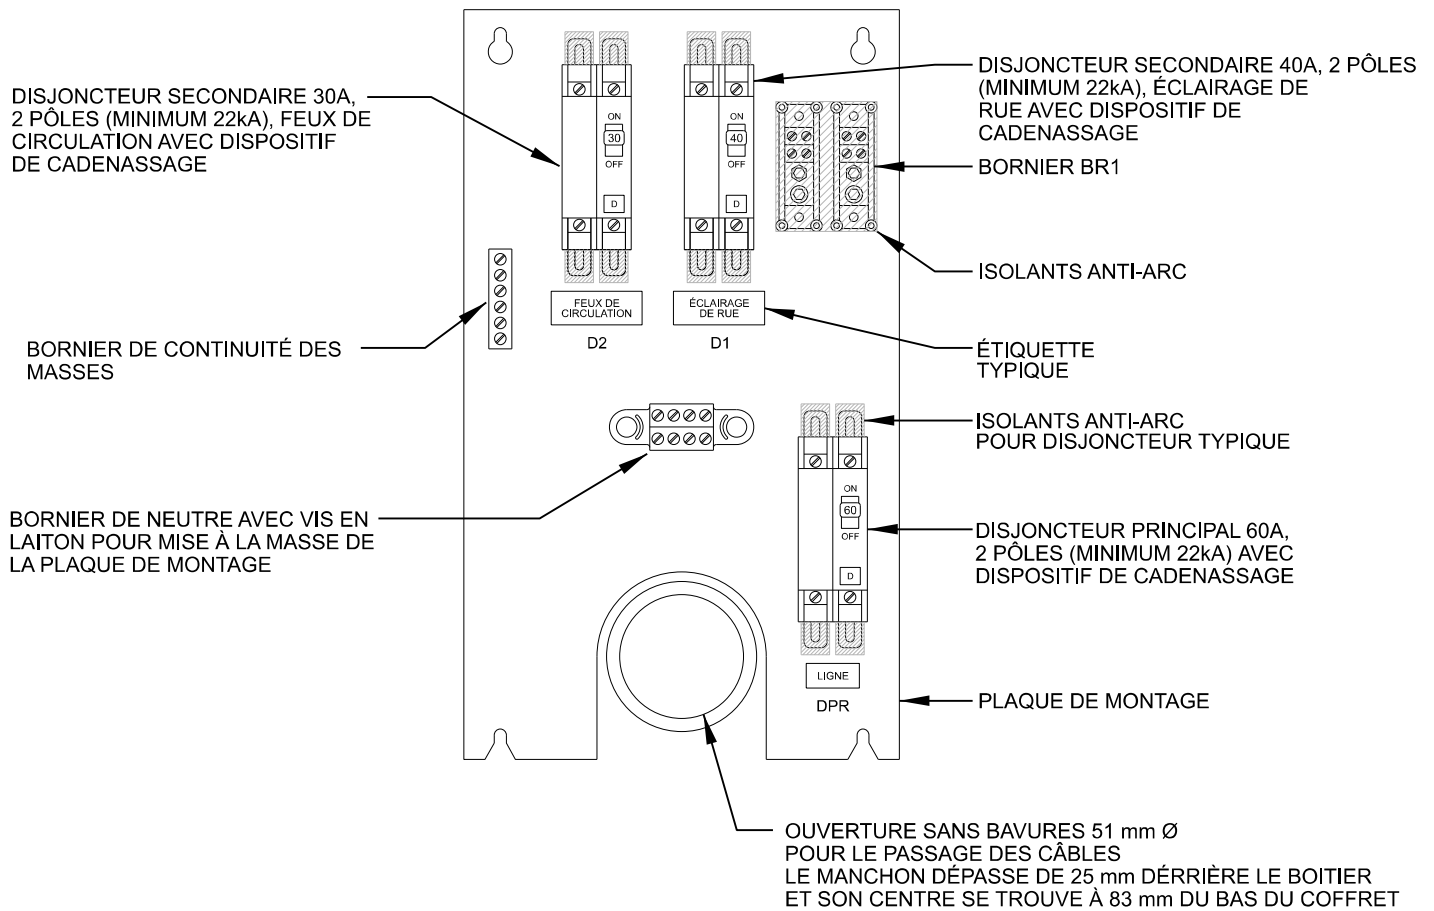 DISJONCTEUR SECONDAIRE 30A,
2 PÔLES (MINIMUM 22kA), FEUX DE
CIRCULATION AVEC DISPOSITIF
DE CADENASSAGE
ON
30
OFF
D
ON
40
OFF
D
DISJONCTEUR SECONDAIRE 40A, 2 PÔLES
(MINIMUM 22kA), ÉCLAIRAGE DE
RUE AVEC DISPOSITIF DE
CADENASSAGE
BORNIER BR1
ISOLANTS ANTI-ARC
FEUX DE
CIRCULATION
D2
ÉCLAIRAGE
DE RUE
D1
BORNIER DE CONTINUITÉ DES
MASSES
ÉTIQUETTE
TYPIQUE
ISOLANTS ANTI-ARC
POUR DISJONCTEUR TYPIQUE
BORNIER DE NEUTRE AVEC VIS EN
LAITON POUR MISE À LA MASSE DE
LA PLAQUE DE MONTAGE
ON
60
OFF
D
DISJONCTEUR PRINCIPAL 60A,
2 PÔLES (MINIMUM 22kA) AVEC
DISPOSITIF DE CADENASSAGE
LIGNE
DPR
PLAQUE DE MONTAGE
OUVERTURE SANS BAVURES 51 mm Ø
POUR LE PASSAGE DES CÂBLES
LE MANCHON DÉPASSE DE 25 mm DÉRRIÈRE LE BOITIER
ET SON CENTRE SE TROUVE À 83 mm DU BAS DU COFFRET